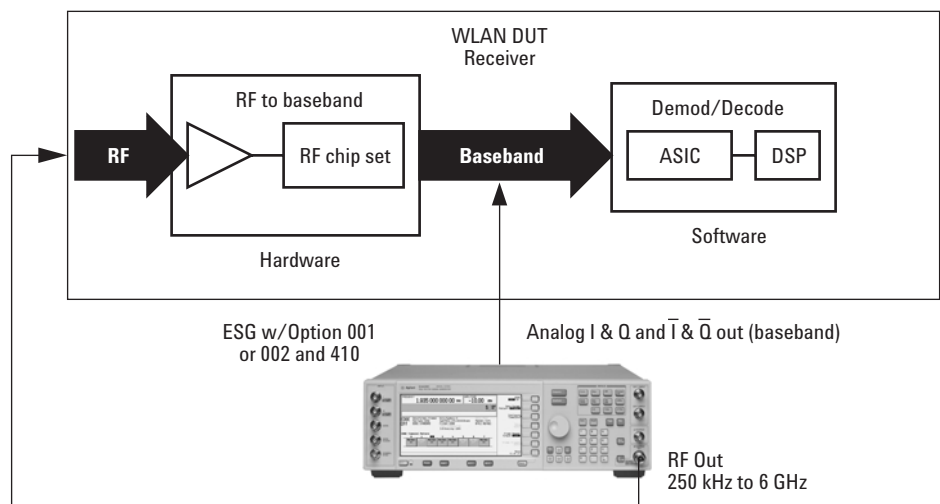 WLAN DUT
Receiver
RF to baseband
Demod/Decode
RF
RF chip set
Baseband
ASIC
DSP
Hardware
Software
ESG w/Option 001
or 002 and 410
Analog I & Q and I̅ & Q̅ out (baseband)
RF Out
250 kHz to 6 GHz